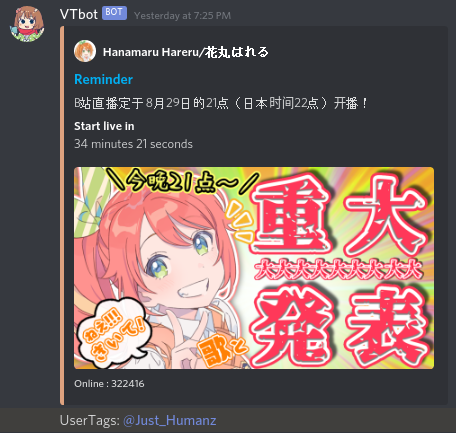 VTbot BOT Yesterday at 7:25 PM
Hanamaru Hareru/花丸はれる
Reminder
B站直播定于8月29日的21点（日本时间22点）开播！
Start live in
34 minutes 21 seconds
今晩21点～
重大
大大大大大大大大大
発表
ねえ!!!
きいて!
歌と
Online : 322416
UserTags: @Just_Humanz